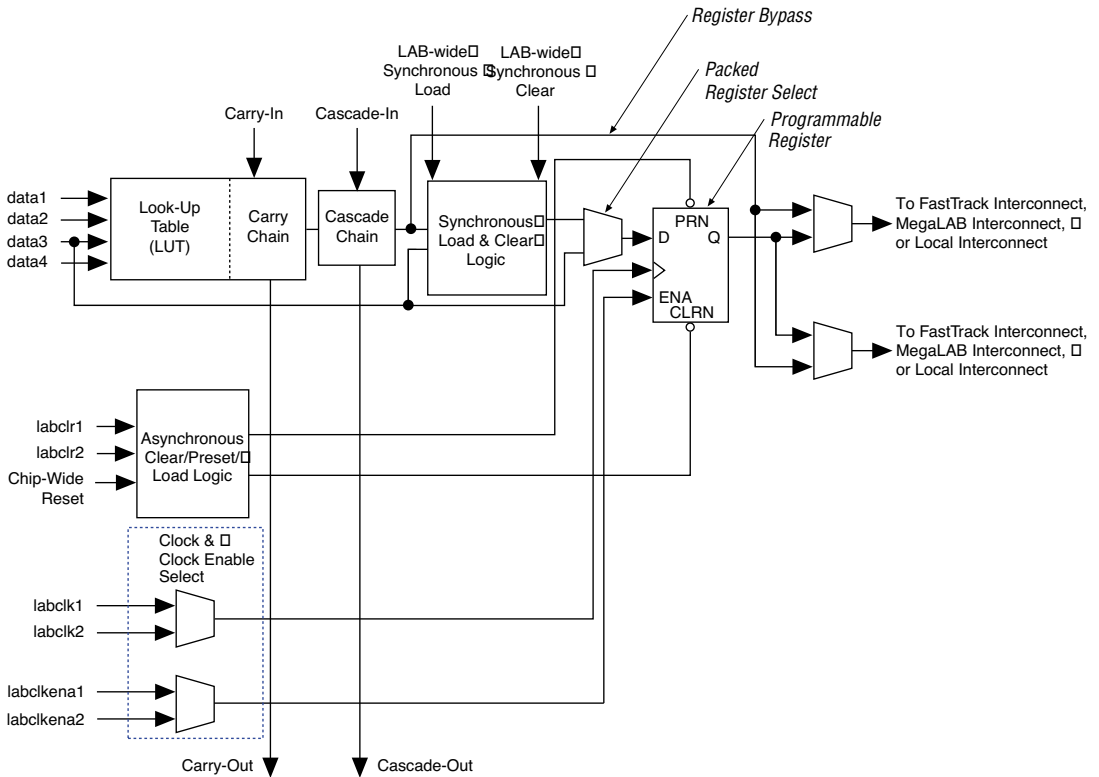 Register Bypass
LAB-wide
Synchronous
Load
LAB-wide
Synchronous
Clear
Packed
Register Select
Carry-In
Cascade-In
Programmable
Register
data1
data2
data3
data4
Look-Up
Table
(LUT)
Carry
Chain
Cascade
Chain
Synchronous
Load & Clear
Logic
PRN
D
Q
ENA
CLRN
To FastTrack Interconnect,
MegaLAB Interconnect,
or Local Interconnect
To FastTrack Interconnect,
MegaLAB Interconnect,
or Local Interconnect
labclr1
labclr2
Chip-Wide
Reset
Asynchronous
Clear/Preset/
Load Logic
Clock &
Clock Enable
Select
labclk1
labclk2
labclkena1
labclkena2
Carry-Out
Cascade-Out